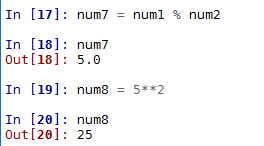 In [17]: num7 = num1 % num2
In [18]: num7
Out[18]: 5.0
In [19]: num8 = 5**2
In [20]: num8
Out[20]: 25